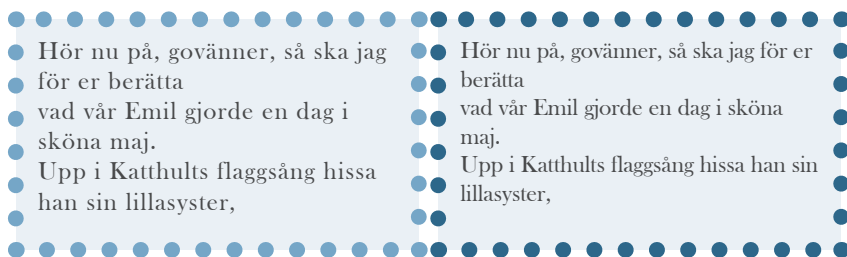 Hör nu på, govänner, så ska jag
för er berätta
vad vår Emil gjorde en dag i
sköna maj.
Upp i Katthults flaggsång hissa
han sin lillasyster,
Hör nu på, govänner, så ska jag för er
berätta
vad vår Emil gjorde en dag i sköna
maj.
Upp i Katthults flaggsång hissa han sin
lillasyster,